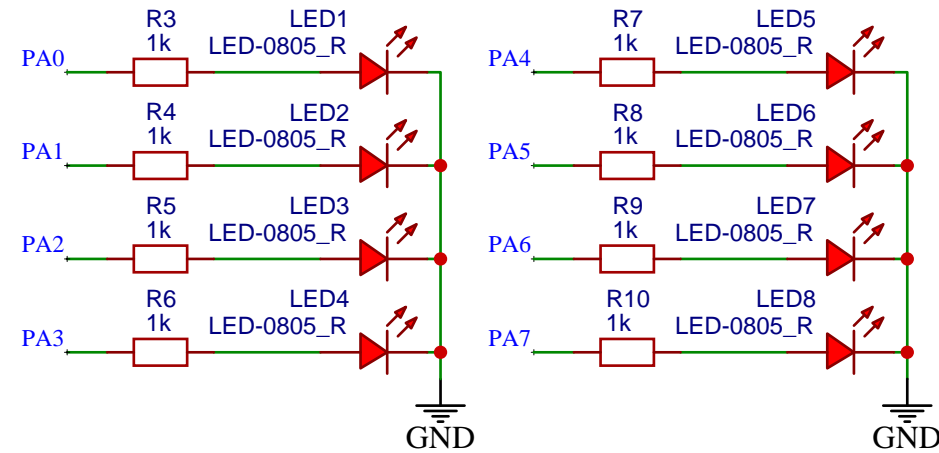 R3 LED1
1k LED-0805_R
PA0
R4 LED2
1k LED-0805_R
PA1
R5 LED3
1k LED-0805_R
PA2
R6 LED4
1k LED-0805_R
PA3
GND
R7 LED5
1k LED-0805_R
PA4
R8 LED6
1k LED-0805_R
PA5
R9 LED7
1k LED-0805_R
PA6
R10 LED8
1k LED-0805_R
PA7
GND